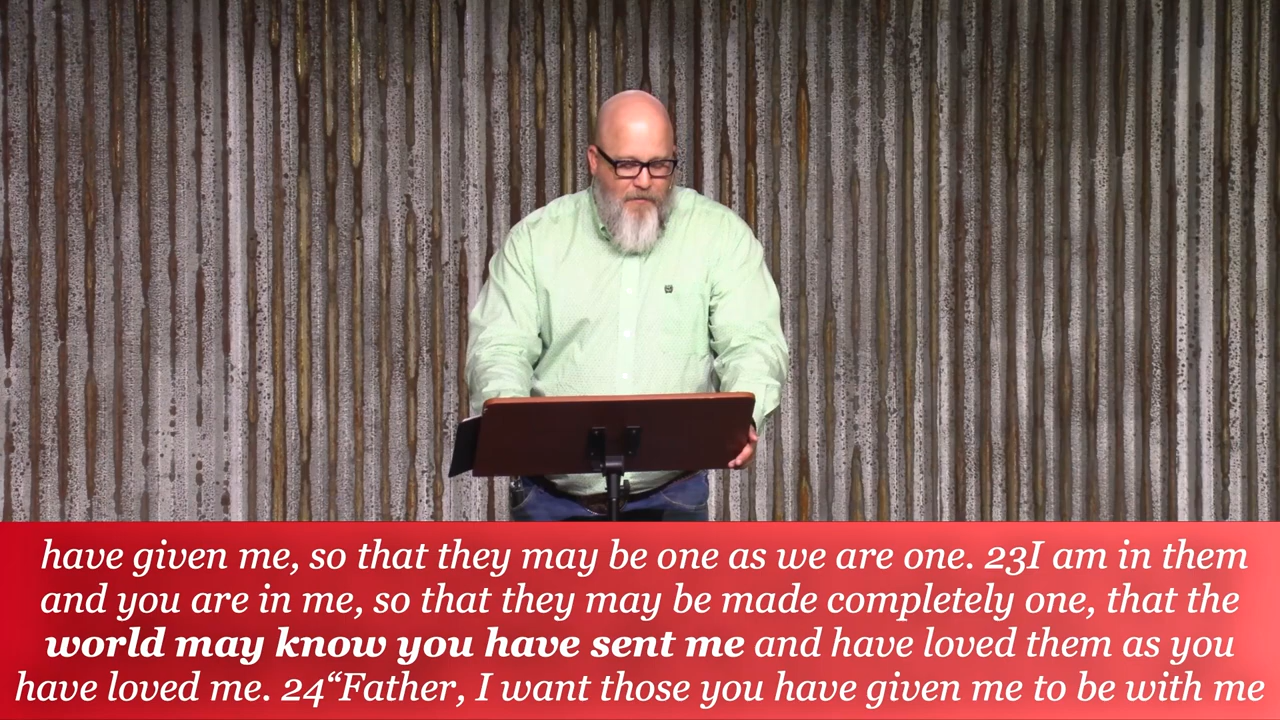 have given me, so that they may be one as we are one. 23I am in them
and you are in me, so that they may be made completely one, that the
world may know you have sent me and have loved them as you
have loved me. 24“Father, I want those you have given me to be with me